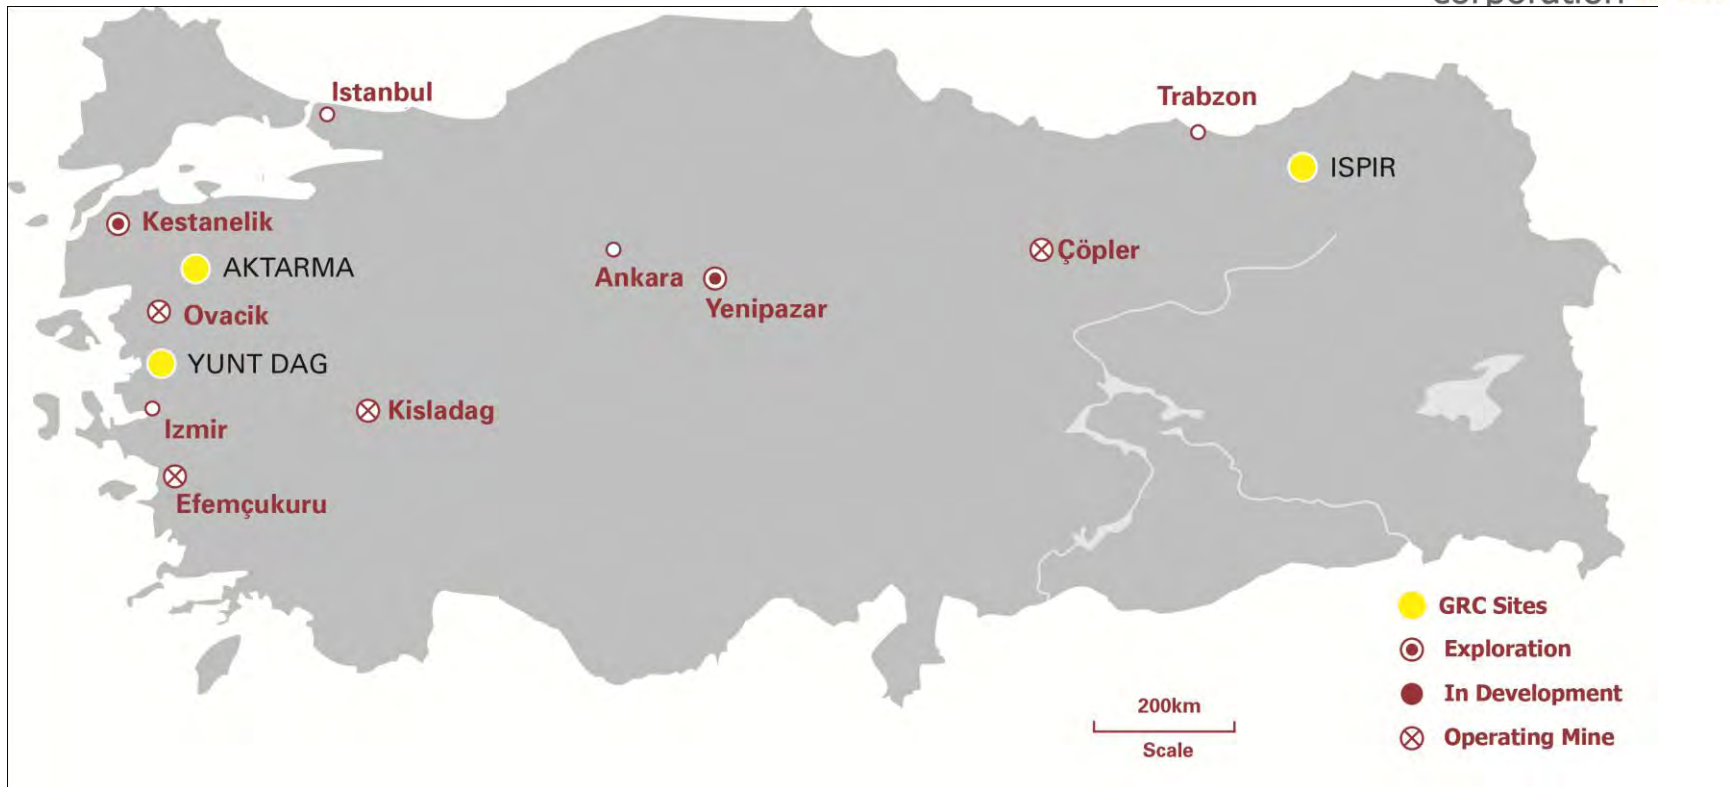 corporation
Istanbul
Trabzon
ISPIR
Kestanelik
AKTARMA
Çöpler
Ankara
Yenipazar
Ovacik
YUNT DAG
Kisladag
Izmir
Efemçukuru
GRC Sites
Exploration
In Development
Operating Mine
200km
Scale